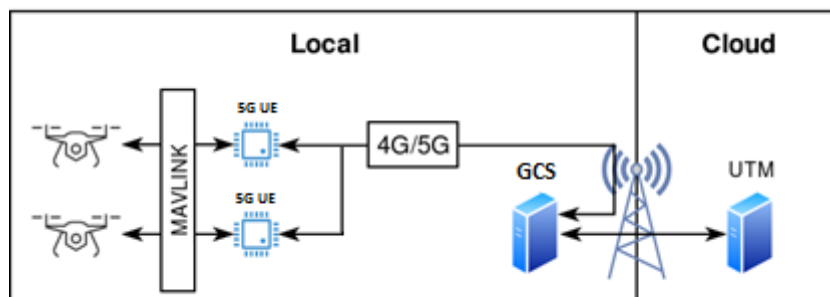 Local
Cloud
5G UE
4G/5G
GCS
UTM
MAVLINK
5G UE